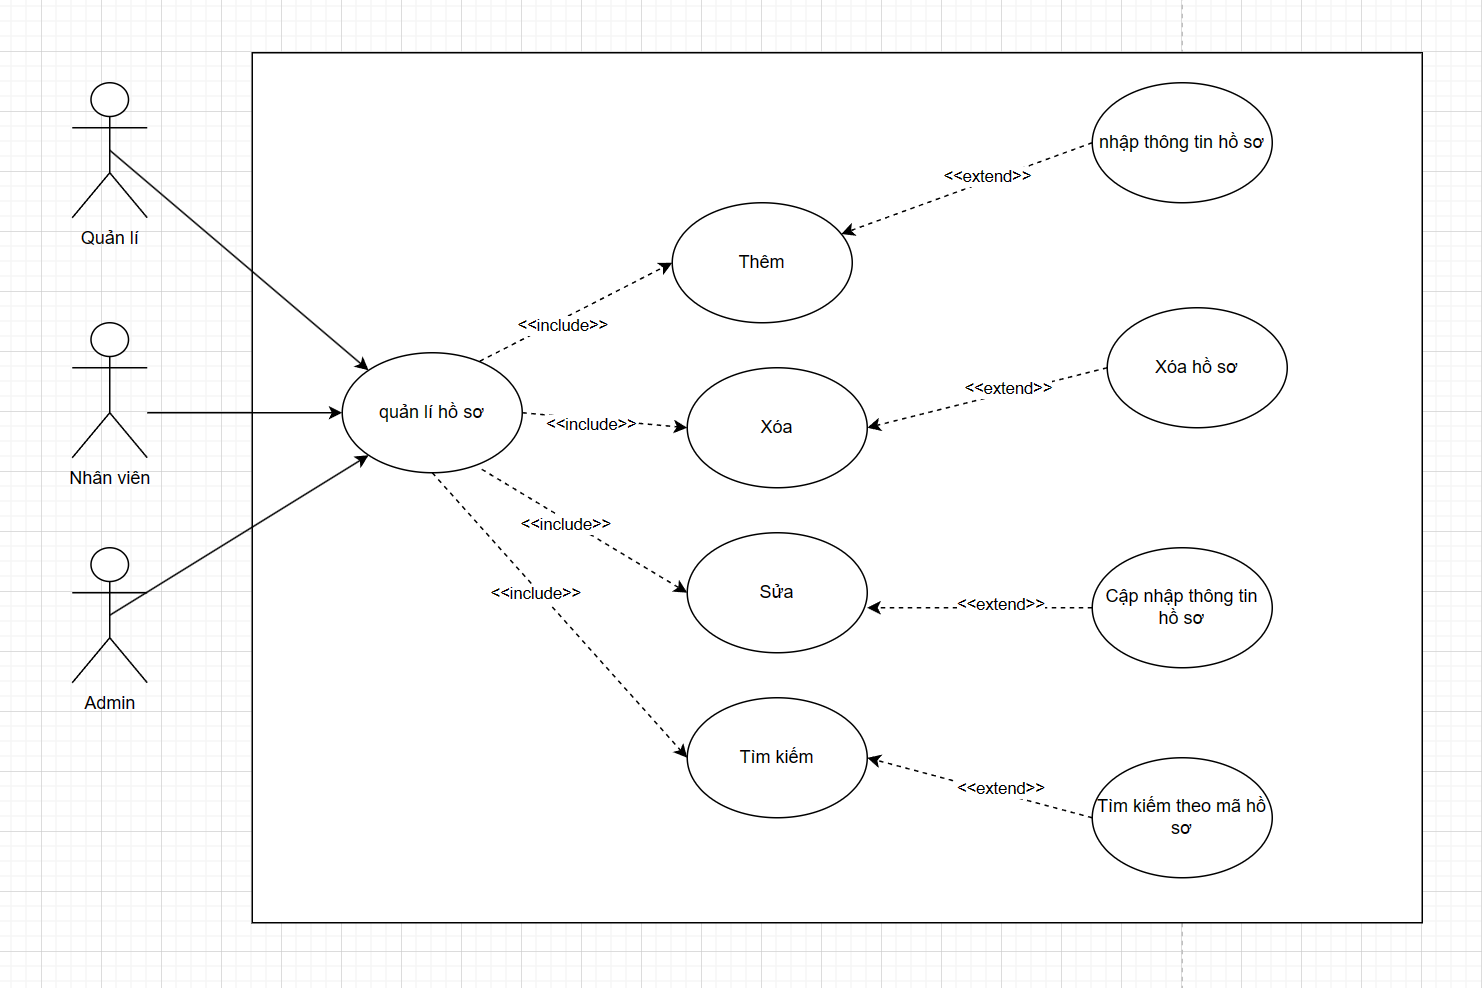 nhập thông tin hồ sơ
<<extend>>
Quản lí
Thêm
<<include>>
Xóa hồ sơ
<<extend>>
quản lí hồ sơ
<<include>>
Xóa
Nhân viên
<<include>>
<<include>>
Sửa
<<extend>>
Cập nhập thông tin
hồ sơ
Admin
Tìm kiếm
<<extend>>
Tìm kiếm theo mã hồ
sơ